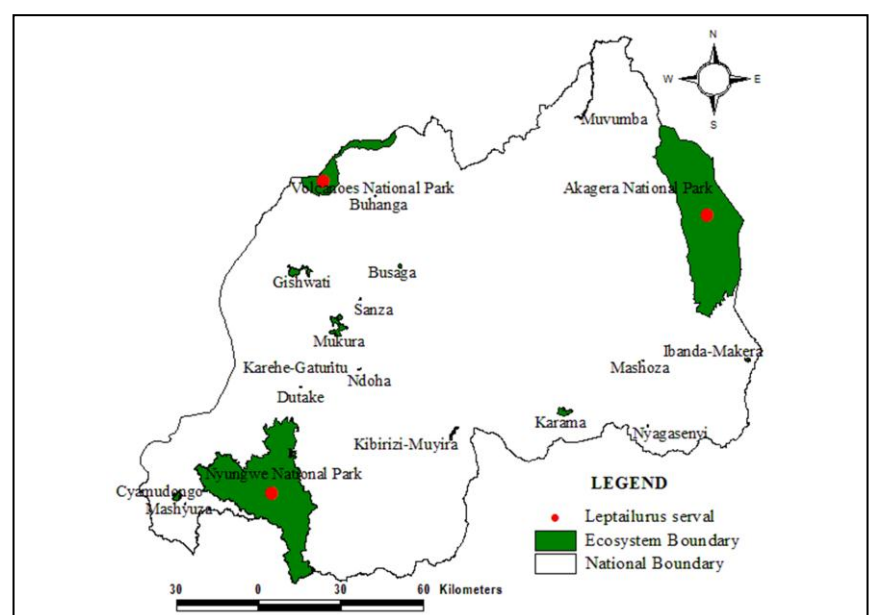 N
W E
S
Muvumba
Volcanoes National Park
Akagera National Park
Buhanga
Gishwati
Busaga
Sanza
Mukura
Karehe-Gaturitu
Ndoha
Dutake
Mashoza
Ibanda-Makera
Karama
Nyagasenyi
Kibirizi-Muyira
Nyungwe National Park
Cyamudongo
Mashyuza
LEGEND
Leptailurus serval
Ecosystem Boundary
National Boundary
30 0 30 60 Kilometers